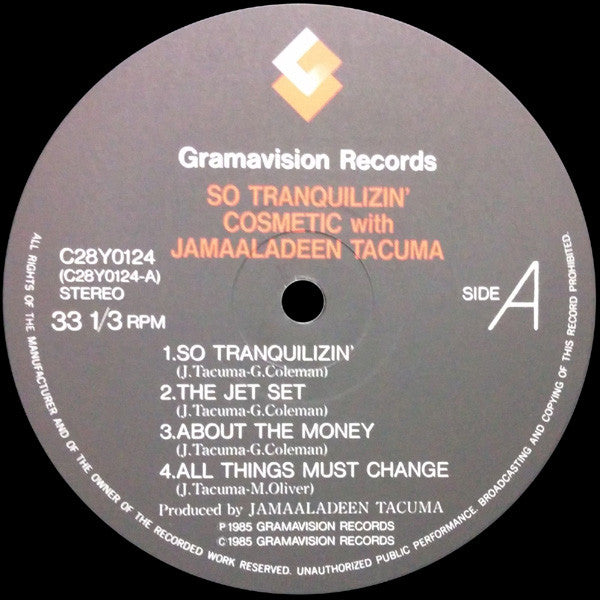 Gramavision Records
SO TRANQUILIZIN'
COSMETIC with
JAMAALADEEN TACUMA
C28Y0124
(C28Y0124-A)
STEREO
33 1/3 RPM
SIDE A
1.SO TRANQUILIZIN'
(J.Tacuma-G.Coleman)
2.THE JET SET
(J.Tacuma-G.Coleman)
3.ABOUT THE MONEY
(J.Tacuma-G.Coleman)
4.ALL THINGS MUST CHANGE
(J.Tacuma-M.Oliver)
Produced by JAMAALADEEN TACUMA
℗1985 GRAMAVISION RECORDS
©1985 GRAMAVISION RECORDS
ALL RIGHTS OF THE MANUFACTURER AND OF THE OWNER OF THE RECORDED WORK RESERVED. UNAUTHORIZED PUBLIC PERFORMANCE, BROADCASTING AND COPYING OF THIS RECORD PROHIBITED.